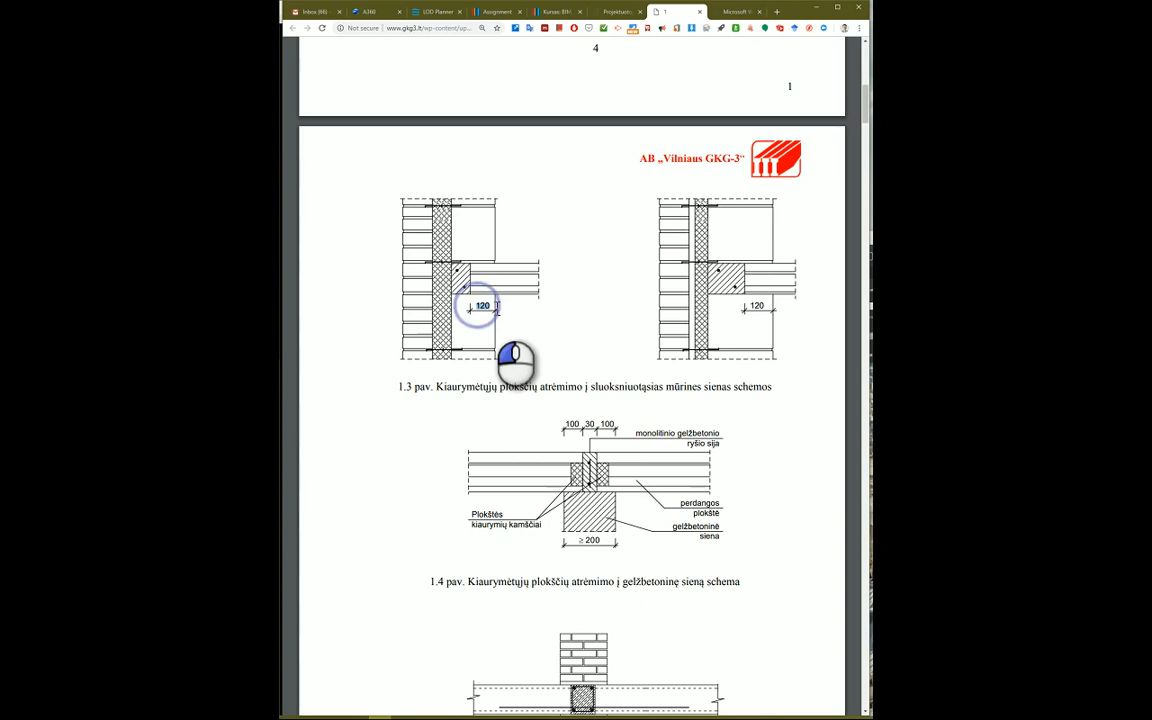 Inbox (66) -
A360
LOD Planner
Assignment
Kursas: BIM
Projektuoto
1
Microsoft V
Not secure
www.gkg3.lt/wp-content/up...
4
1
AB „Vilniaus GKG-3“
120
120
1.3 pav. Kiaurymėtųjų plokščių atrėmimo į sluoksniuotąsias mūrines sienas schemos
100 30 100
monolitinio gelžbetonio
ryšio sija
Plokštės
kiaurymių kamščiai
perdangos
plokštė
gelžbetoninė
siena
≥ 200
1.4 pav. Kiaurymėtųjų plokščių atrėmimo į gelžbetoninę sieną schema